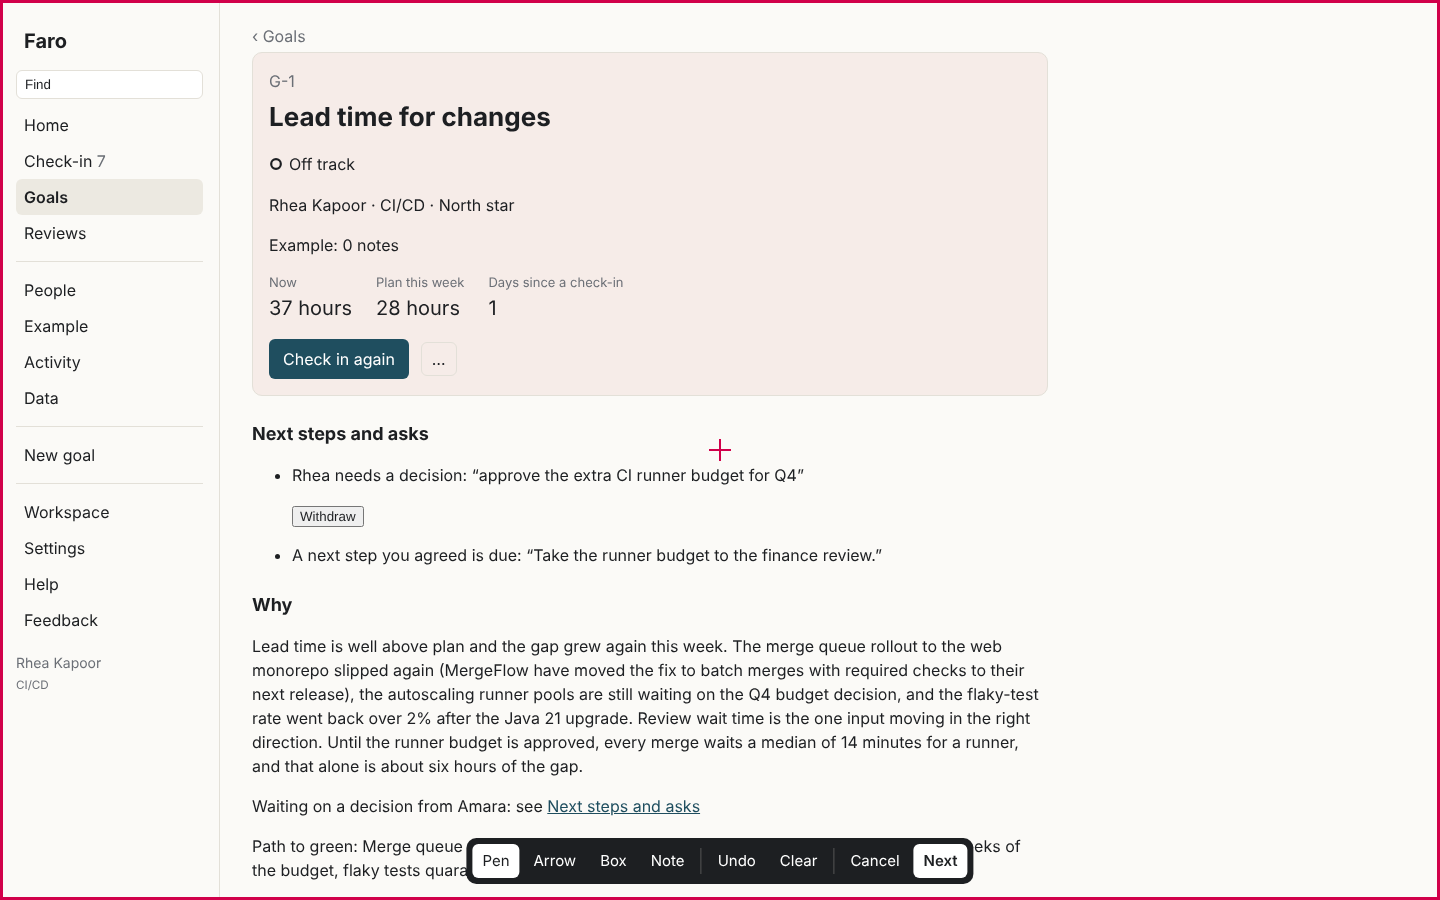 Faro
Find
Home
Check-in 7
Goals
Reviews
People
Example
Activity
Data
New goal
Workspace
Settings
Help
Feedback
Rhea Kapoor
CI/CD
‹ Goals
G-1
Lead time for changes
Off track
Rhea Kapoor · CI/CD · North star
Example: 0 notes
Now
37 hours
Plan this week
28 hours
Days since a check-in
1
Check in again
...
Next steps and asks
• Rhea needs a decision: “approve the extra CI runner budget for Q4”
Withdraw
• A next step you agreed is due: “Take the runner budget to the finance review.”
Why
Lead time is well above plan and the gap grew again this week. The merge queue rollout to the web
monorepo slipped again (MergeFlow have moved the fix to batch merges with required checks to their
next release), the autoscaling runner pools are still waiting on the Q4 budget decision, and the flaky-test
rate went back over 2% after the Java 21 upgrade. Review wait time is the one input moving in the right
direction. Until the runner budget is approved, every merge waits a median of 14 minutes for a runner,
and that alone is about six hours of the gap.
Waiting on a decision from Amara: see Next steps and asks
Path to green: Merge queue of
the budget, flaky tests
Pen Arrow Box Note Undo Clear Cancel Next